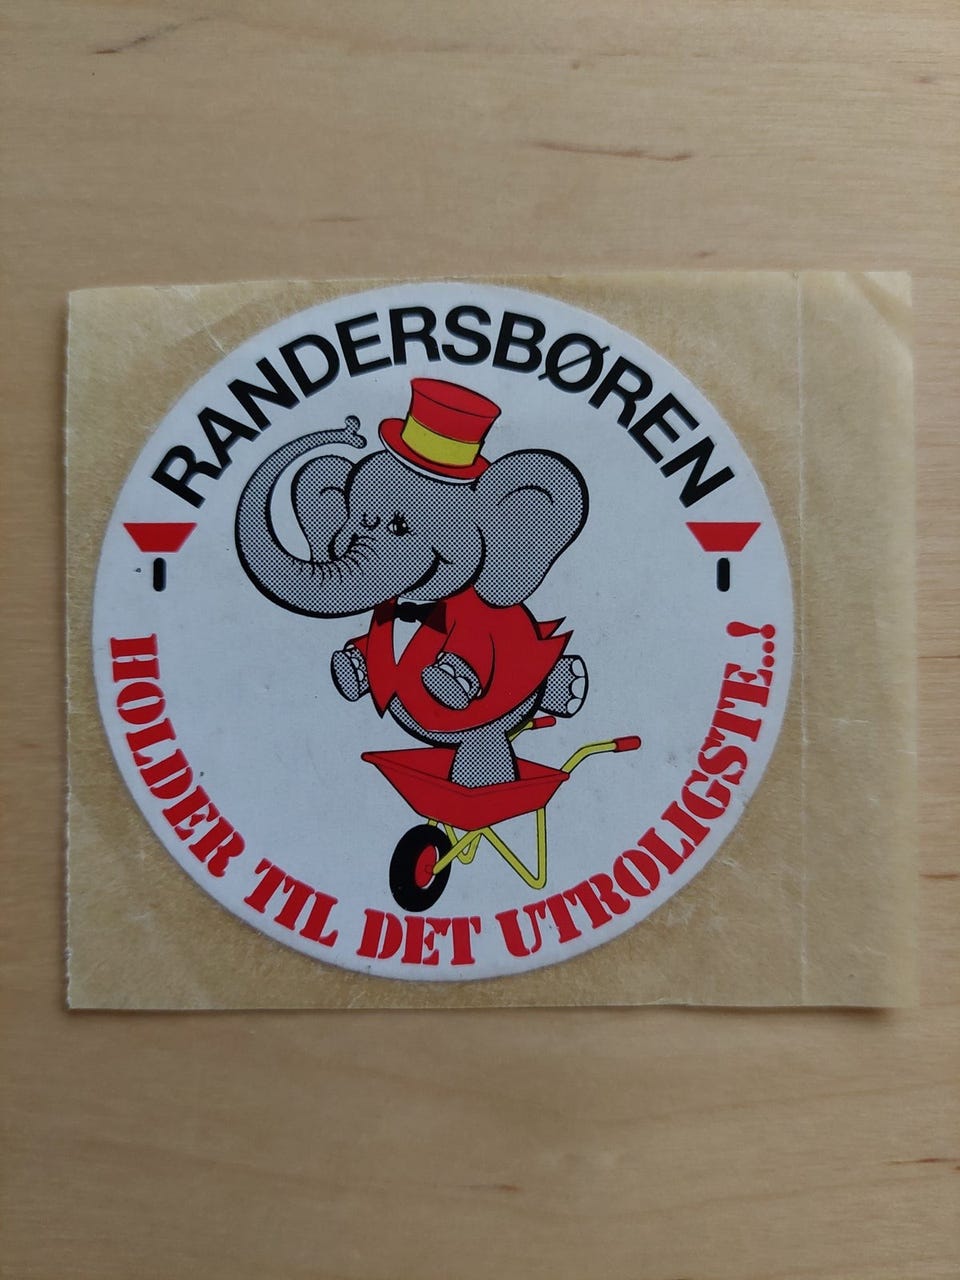 RANDERSBØREN
HOLDER TIL DET UTROLIGSTE..!